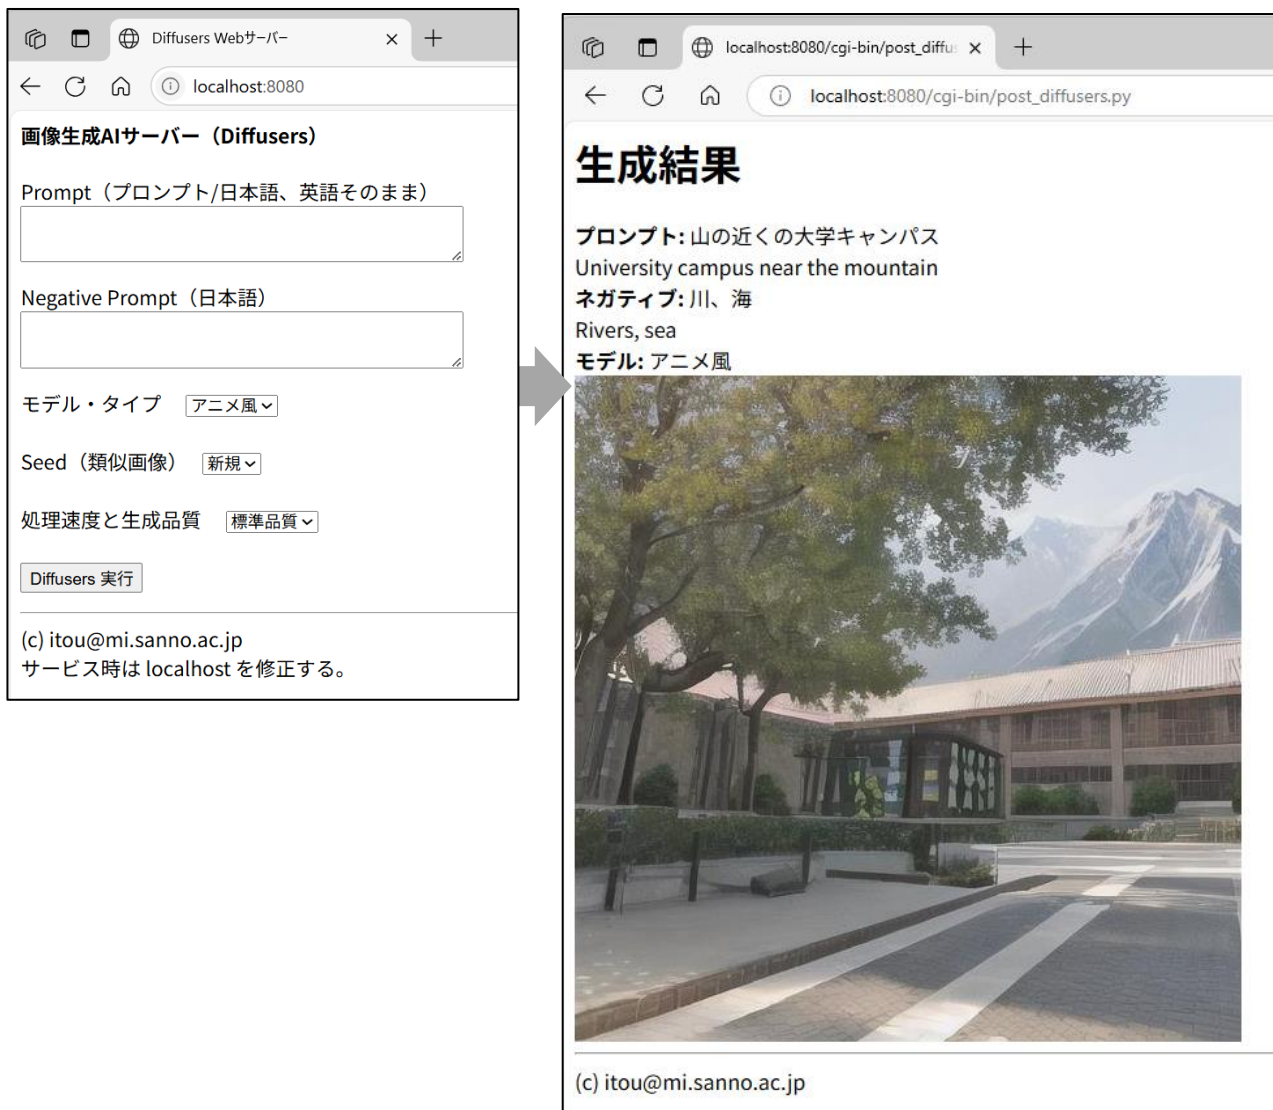 Diffusers Webサーバー
localhost:8080
画像生成AIサーバー（Diffusers）
Prompt（プロンプト/日本語、英語そのまま）
Negative Prompt（日本語）
モデル・タイプ アニメ風
Seed（類似画像） 新規
処理速度と生成品質 標準品質
Diffusers 実行
(c) itou@mi.sanno.ac.jp
サービス時は localhost を修正する。
localhost:8080/cgi-bin/post_diffu
localhost:8080/cgi-bin/post_diffusers.py
生成結果
プロンプト: 山の近くの大学キャンパス
University campus near the mountain
ネガティブ: 川、海
Rivers, sea
モデル: アニメ風
(c) itou@mi.sanno.ac.jp